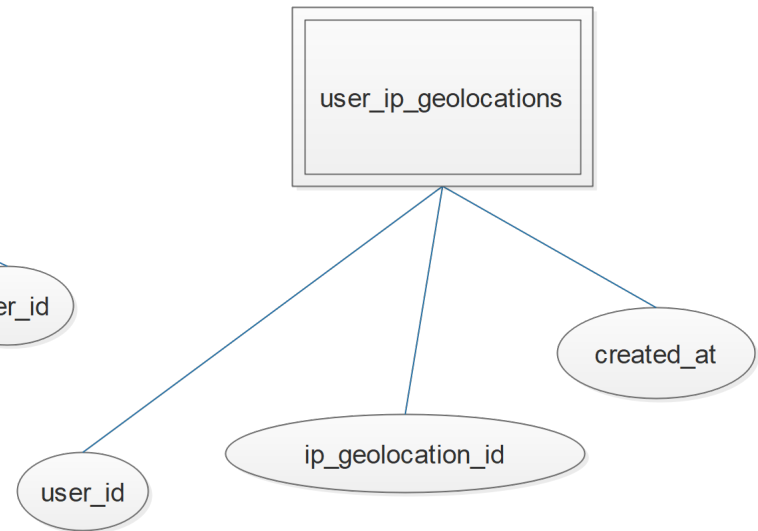 user_ip_geolocations
er_id
created_at
ip_geolocation_id
user_id